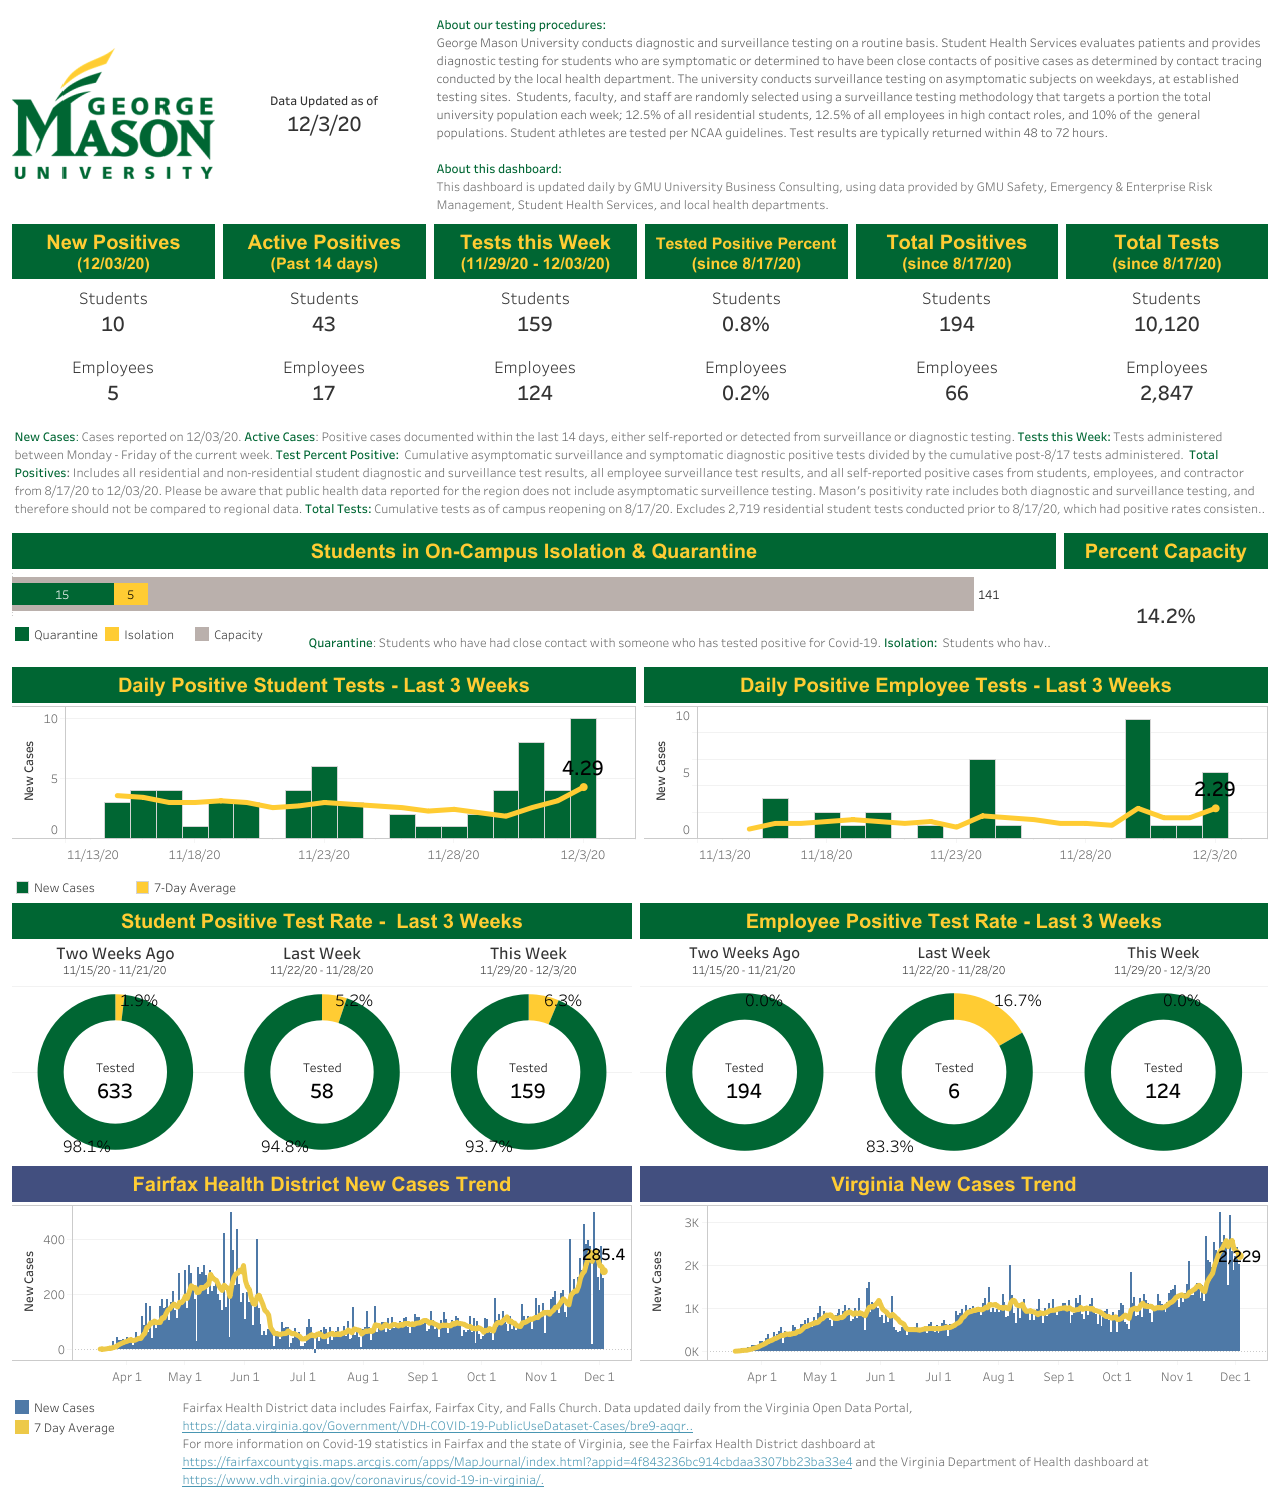 About our testing procedures:
George Mason University conducts diagnostic and surveillance testing on a routine basis. Student Health Services evaluates patients and provides
diagnostic testing for students who are symptomatic or determined to have been close contacts of positive cases as determined by contact tracing
conducted by the local health department. The university conducts surveillance testing on asymptomatic subjects on weekdays, at established
testing sites. Students, faculty, and staff are randomly selected using a surveillance testing methodology that targets a portion the total
university population each week; 12.5% of all residential students, 12.5% of all employees in high contact roles, and 10% of the general
populations. Student athletes are tested per NCAA guidelines. Test results are typically returned within 48 to 72 hours.
GEORGE
MASON
UNIVERSITY
Data Updated as of
12/3/20
About this dashboard:
This dashboard is updated daily by GMU University Business Consulting, using data provided by GMU Safety, Emergency & Enterprise Risk
Management, Student Health Services, and local health departments.
New Positives Active Positives Tests this Week Tested Positive Percent Total Positives Total Tests
(12/03/20) (Past 14 days) (11/29/20 - 12/03/20) (since 8/17/20) (since 8/17/20) (since 8/17/20)
Students Students Students Students Students Students
10 43 159 0.8% 194 10,120
Employees Employees Employees Employees Employees Employees
5 17 124 0.2% 66 2,847
New Cases: Cases reported on 12/03/20. Active Cases: Positive cases documented within the last 14 days, either self-reported or detected from surveillance or diagnostic testing. Tests this Week: Tests administered
between Monday - Friday of the current week. Test Percent Positive: Cumulative asymptomatic surveillance and symptomatic diagnostic positive tests divided by the cumulative post-8/17 tests administered. Total
Positives: Includes all residential and non-residential student diagnostic and surveillance test results, all employee surveillance test results, and all self-reported positive cases from students, employees, and contractor
from 8/17/20 to 12/03/20. Please be aware that public health data reported for the region does not include asymptomatic surveillence testing. Mason's positivity rate includes both diagnostic and surveillance testing, and
therefore should not be compared to regional data. Total Tests: Cumulative tests as of campus reopening on 8/17/20. Excludes 2,719 residential student tests conducted prior to 8/17/20, which had positive rates consisten..
Students in On-Campus Isolation & Quarantine Percent Capacity
15 5 141
14.2%
Quarantine Isolation Capacity
Quarantine: Students who have had close contact with someone who has tested positive for Covid-19. Isolation: Students who hav..
Daily Positive Student Tests - Last 3 Weeks
New Cases
10
5
0
4.29
11/13/20 11/18/20 11/23/20 11/28/20 12/3/20
Daily Positive Employee Tests - Last 3 Weeks
New Cases
10
5
0
2.29
11/13/20 11/18/20 11/23/20 11/28/20 12/3/20
New Cases 7-Day Average
Student Positive Test Rate - Last 3 Weeks
Two Weeks Ago Last Week This Week
11/15/20 - 11/21/20 11/22/20 - 11/28/20 11/29/20 - 12/3/20
1.9% 5.2% 6.3%
Tested Tested Tested
633 58 159
98.1% 94.8% 93.7%
Employee Positive Test Rate - Last 3 Weeks
Two Weeks Ago Last Week This Week
11/15/20 - 11/21/20 11/22/20 - 11/28/20 11/29/20 - 12/3/20
0.0% 16.7% 0.0%
Tested Tested Tested
194 6 124
83.3%
Fairfax Health District New Cases Trend
New Cases
400
200
0
285.4
Apr 1 May 1 Jun 1 Jul 1 Aug 1 Sep 1 Oct 1 Nov 1 Dec 1
Virginia New Cases Trend
New Cases
3K
2K
1K
0K
2,229
Apr 1 May 1 Jun 1 Jul 1 Aug 1 Sep 1 Oct 1 Nov 1 Dec 1
New Cases
7 Day Average
Fairfax Health District data includes Fairfax, Fairfax City, and Falls Church. Data updated daily from the Virginia Open Data Portal,
https://data.virginia.gov/Government/VDH-COVID-19-PublicUseDataset-Cases/bre9-aqqr..
For more information on Covid-19 statistics in Fairfax and the state of Virginia, see the Fairfax Health District dashboard at
https://fairfaxcountygis.maps.arcgis.com/apps/MapJournal/index.html?appid=4f843236bc914cbdaa3307bb23ba33e4 and the Virginia Department of Health dashboard at
https://www.vdh.virginia.gov/coronavirus/covid-19-in-virginia/.